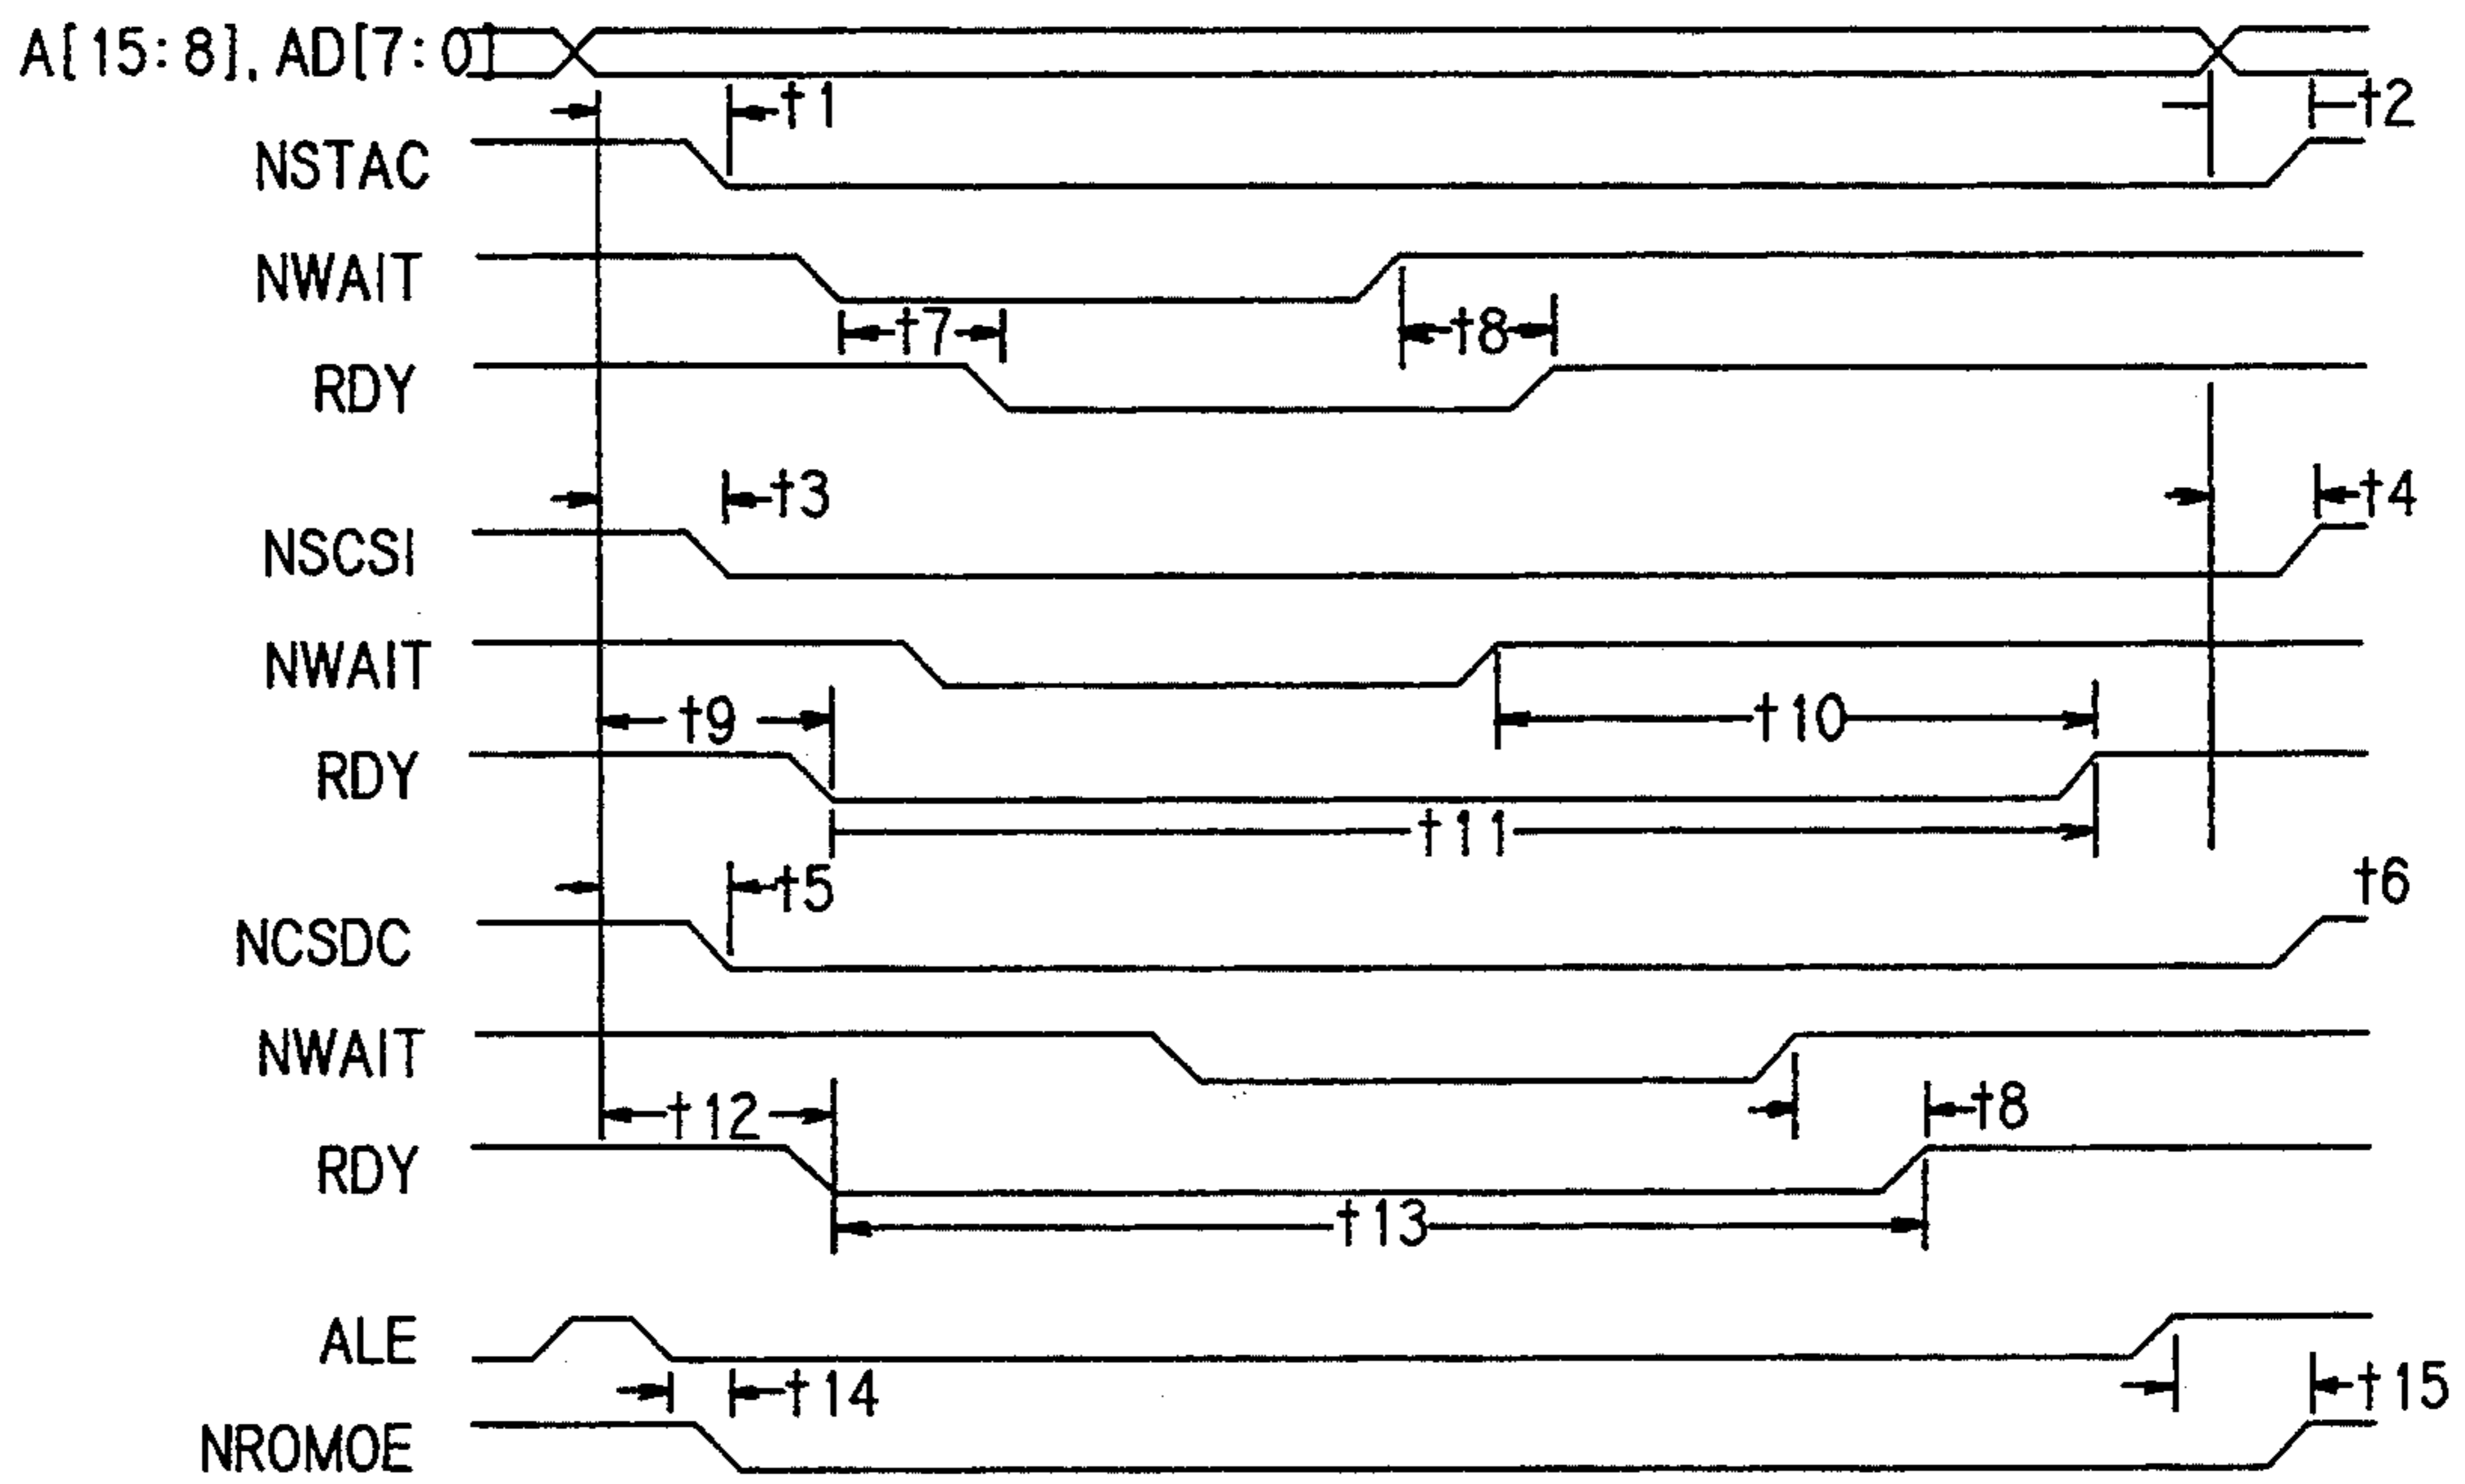 A[15:8], AD[7:0]
t1
t2
NSTAC
NWAIT
t7
t8
RDY
t3
t4
NSCSI
NWAIT
t9
t10
RDY
t11
t5
t6
NCSDC
NWAIT
t12
t8
RDY
t13
ALE
t14
t15
NROMOE